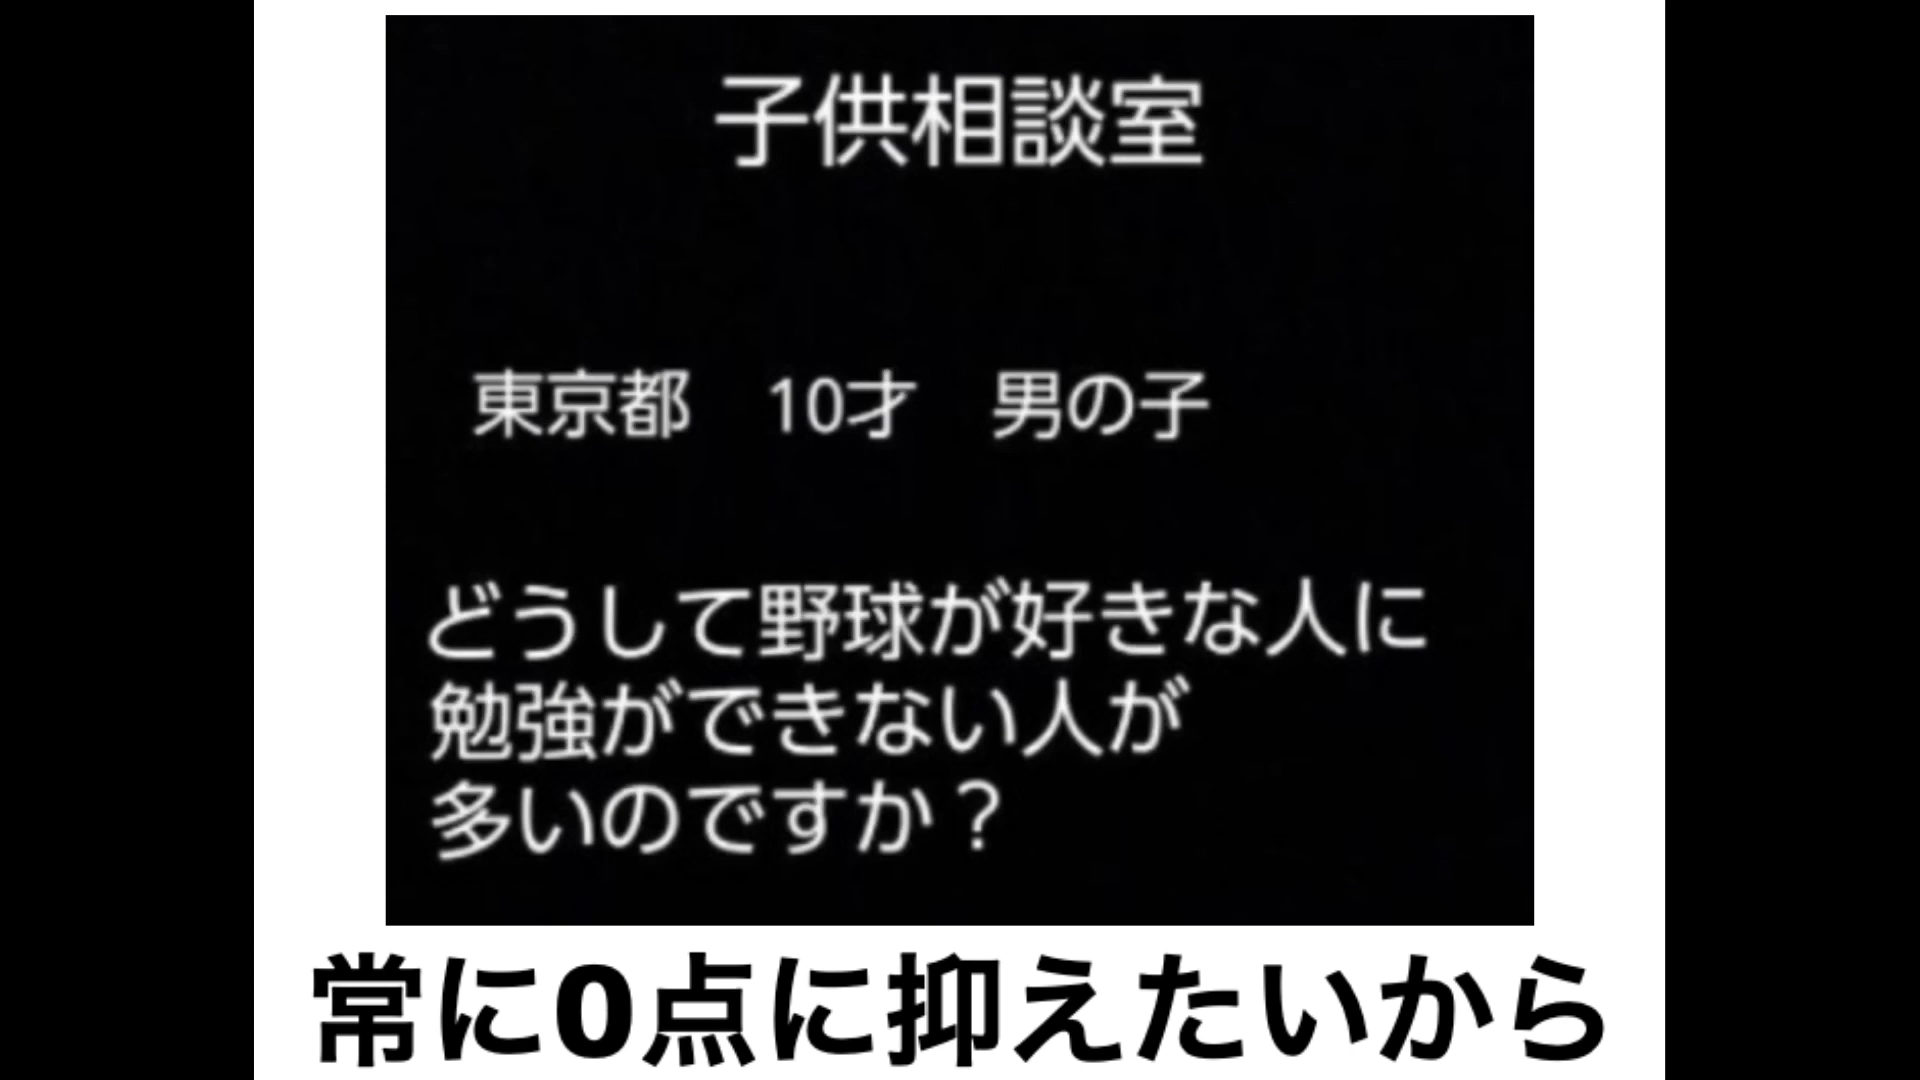 子供相談室
東京都　10才　男の子
どうして野球が好きな人に
勉強ができない人が
多いのですか？
常に0点に抑えたいから